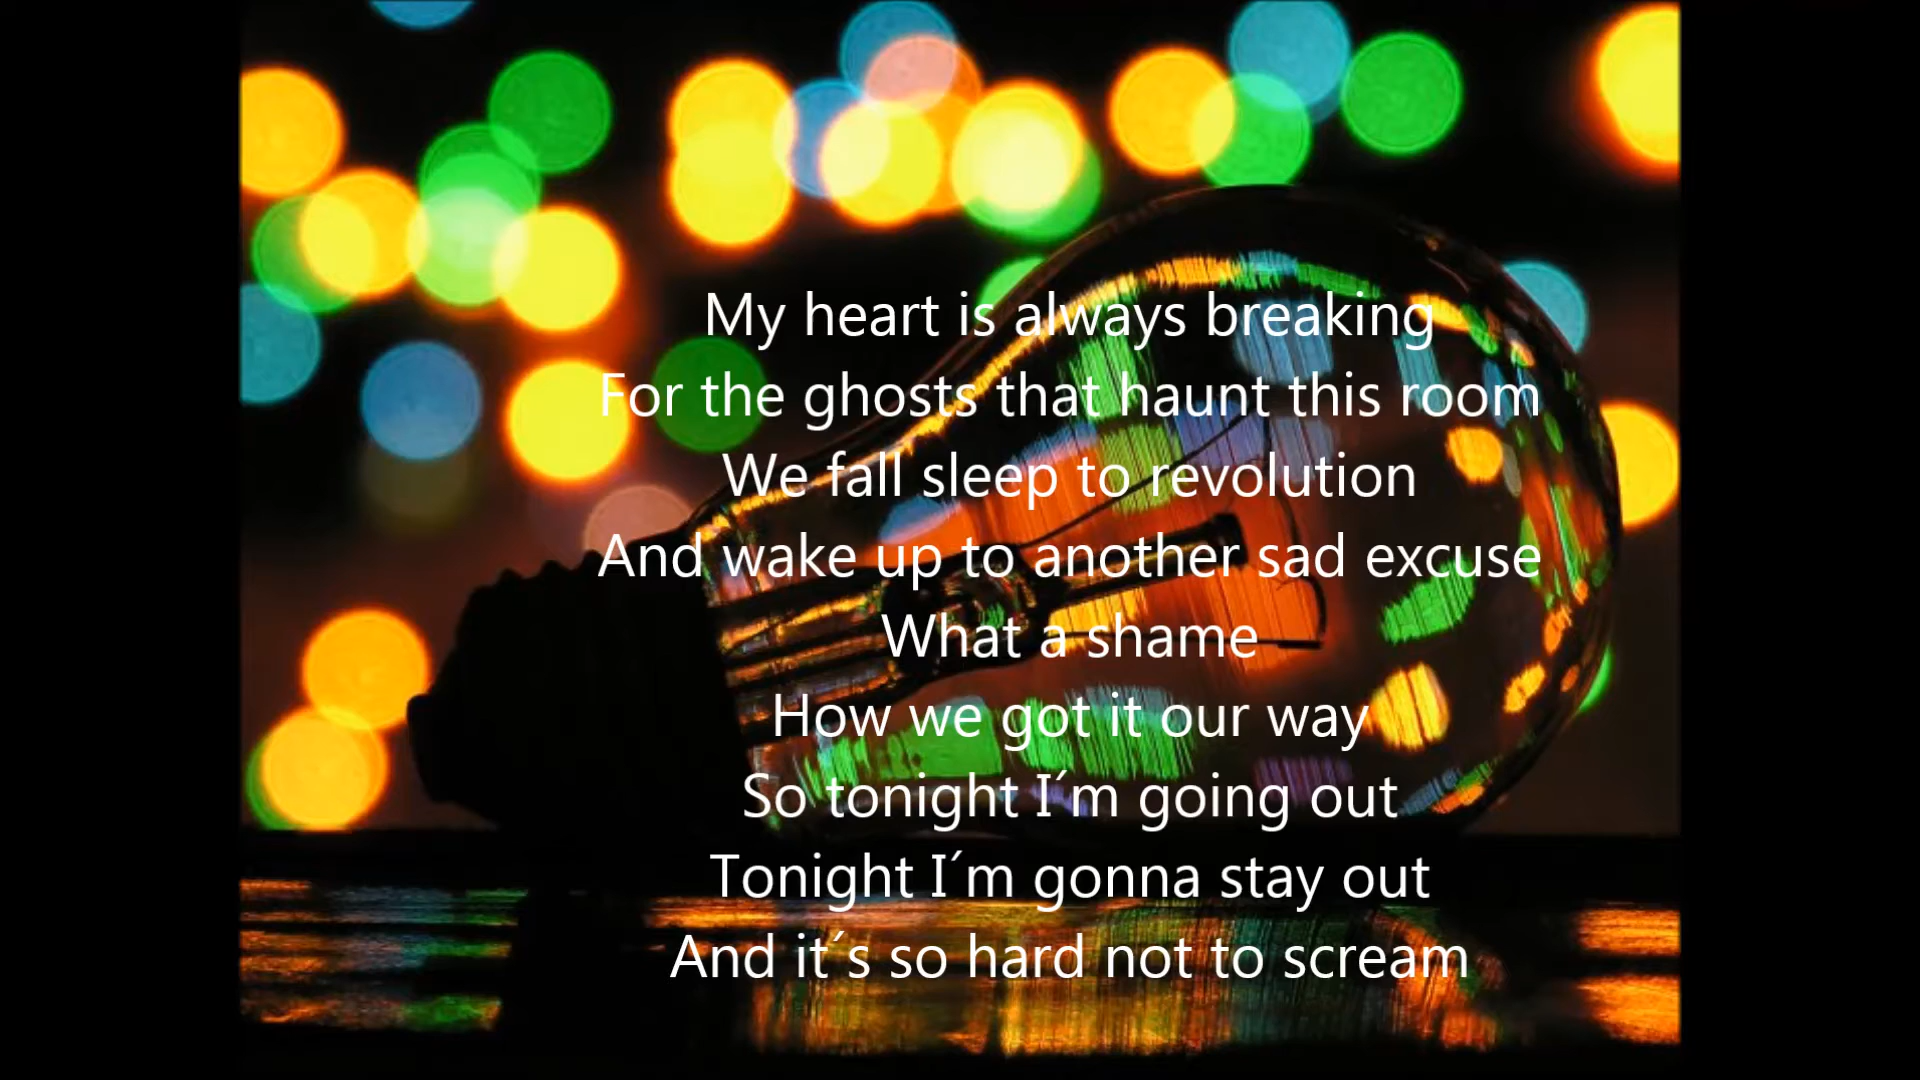 My heart is always breaking
For the ghosts that haunt this room
We fall sleep to revolution
And wake up to another sad excuse
What a shame
How we got it our way
So tonight I´m going out
Tonight I´m gonna stay out
And it´s so hard not to scream